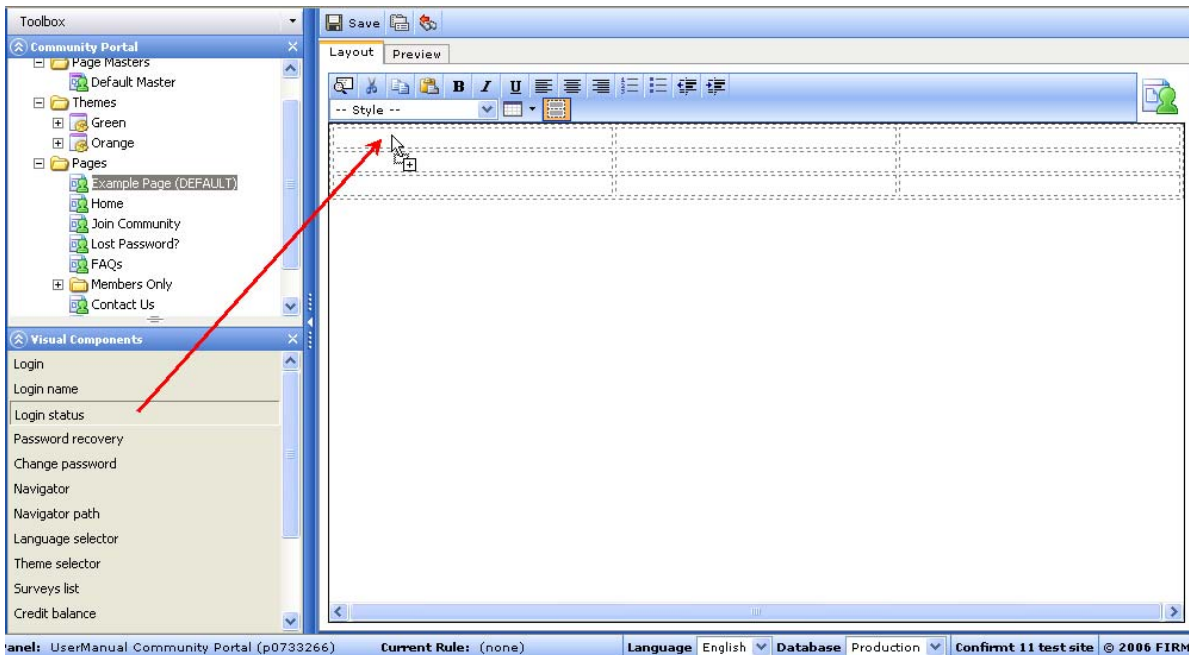 Toolbox
Community Portal
Page Masters
Default Master
Themes
Green
Orange
Pages
Example Page (DEFAULT)
Home
Join Community
Lost Password?
FAQs
Members Only
Contact Us
Visual Components
Login
Login name
Login status
Password recovery
Change password
Navigator
Navigator path
Language selector
Theme selector
Surveys list
Credit balance
Save
Layout Preview
B I U
-- Style --
anel: UserManual Community Portal (p0733266) Current Rule: (none) Language English Database Production Confirmt 11 test site © 2006 FIRM